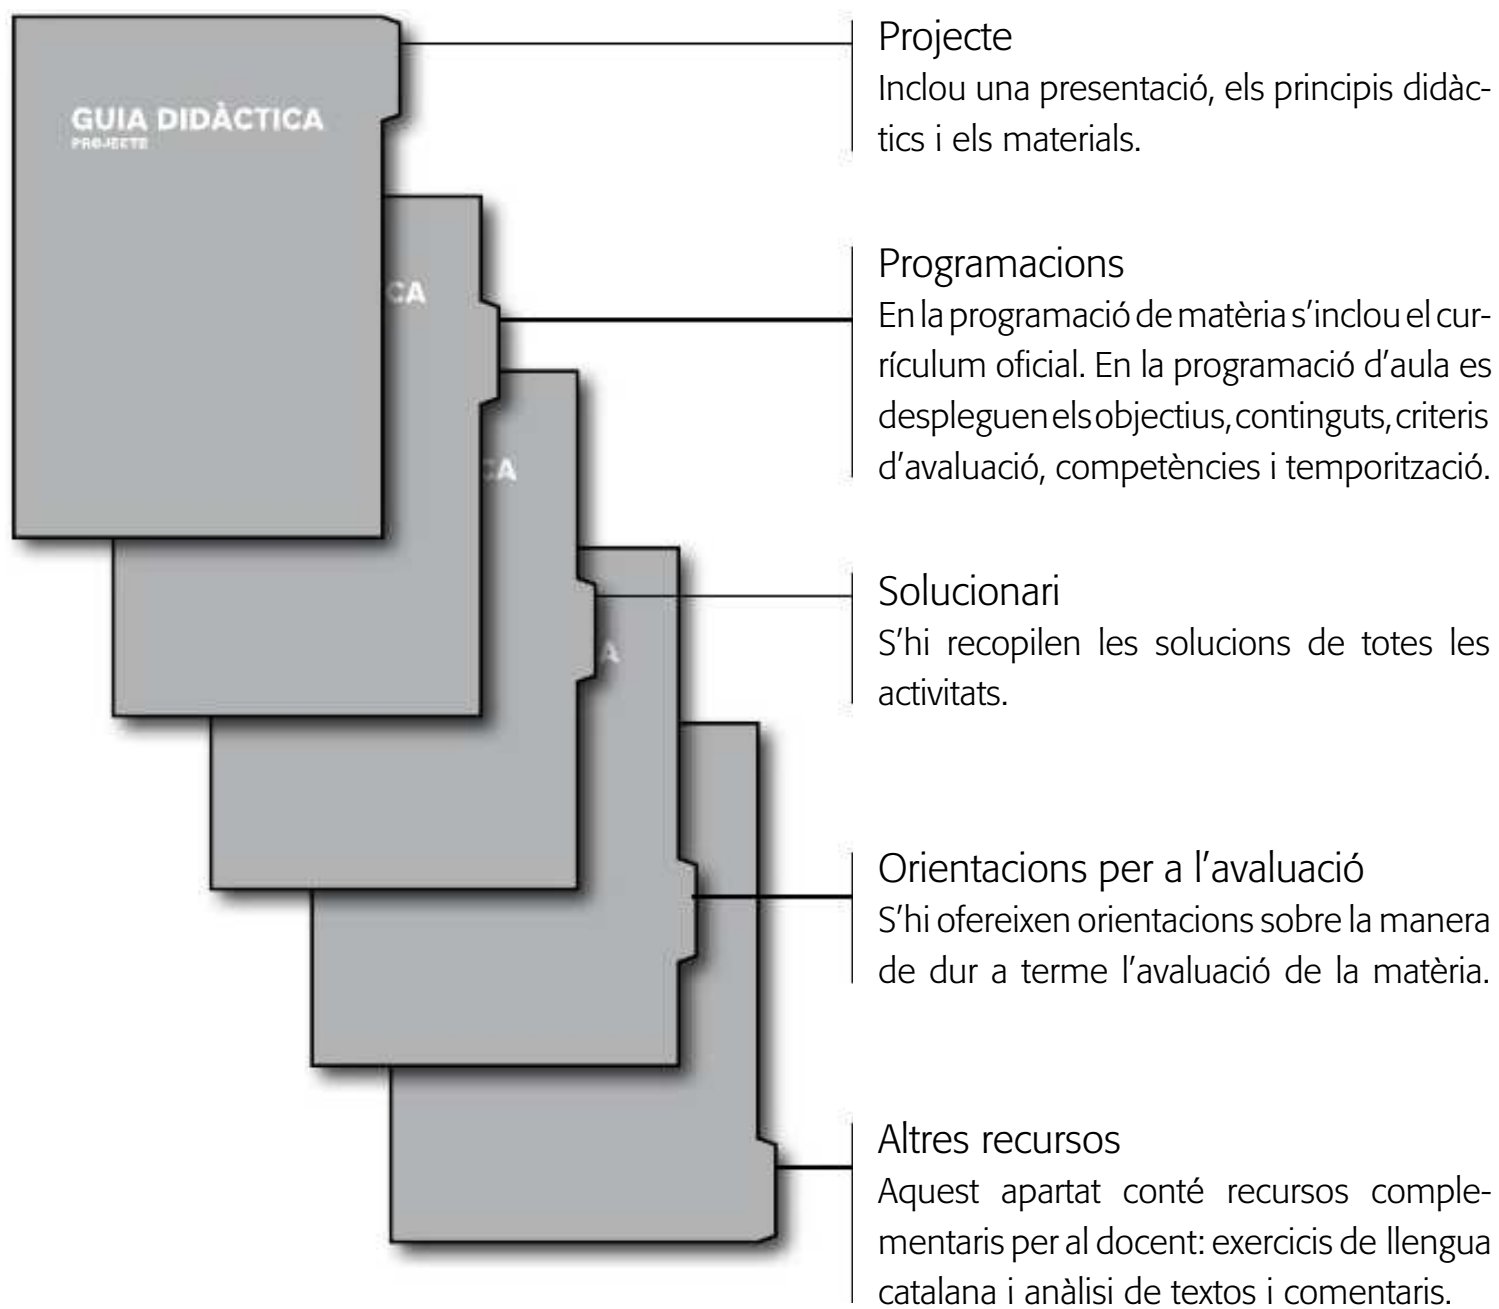 GUIA DIDÀCTICA
PROJECTE
CA
CA
A
Projecte
Inclou una presentació, els principis didàc-
tics i els materials.
Programacions
En la programació de matèria s'inclou el cur-
rículum oficial. En la programació d'aula es
despleguen els objectius, continguts, criteris
d'avaluació, competències i temporització.
Solucionari
S'hi recopilen les solucions de totes les
activitats.
Orientacions per a l'avaluació
S'hi ofereixen orientacions sobre la manera
de dur a terme l'avaluació de la matèria.
Altres recursos
Aquest apartat conté recursos comple-
mentaris per al docent: exercicis de llengua
catalana i anàlisi de textos i comentaris.